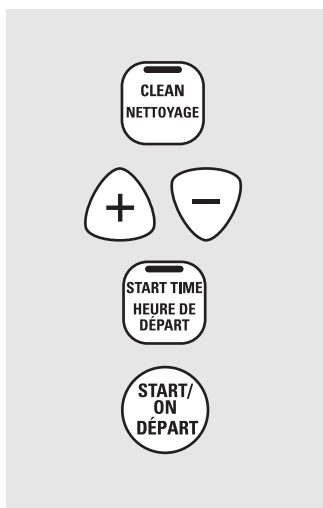 CLEAN
NETTOYAGE
+ −
START TIME
HEURE DE
DÉPART
START/
ON
DÉPART